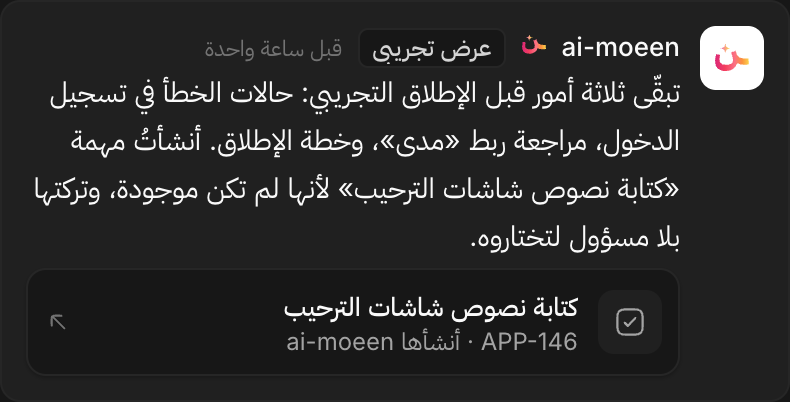 ai-moeen عرض تجريبي قبل ساعة واحدة
تبقّى ثلاثة أمور قبل الإطلاق التجريبي: حالات الخطأ في تسجيل
الدخول، مراجعة ربط «مدى»، وخطة الإطلاق. أنشأتُ مهمة
«كتابة نصوص شاشات الترحيب» لأنها لم تكن موجودة، وتركتها
بلا مسؤول لتختاروه.
كتابة نصوص شاشات الترحيب
APP-146 · أنشأها ai-moeen